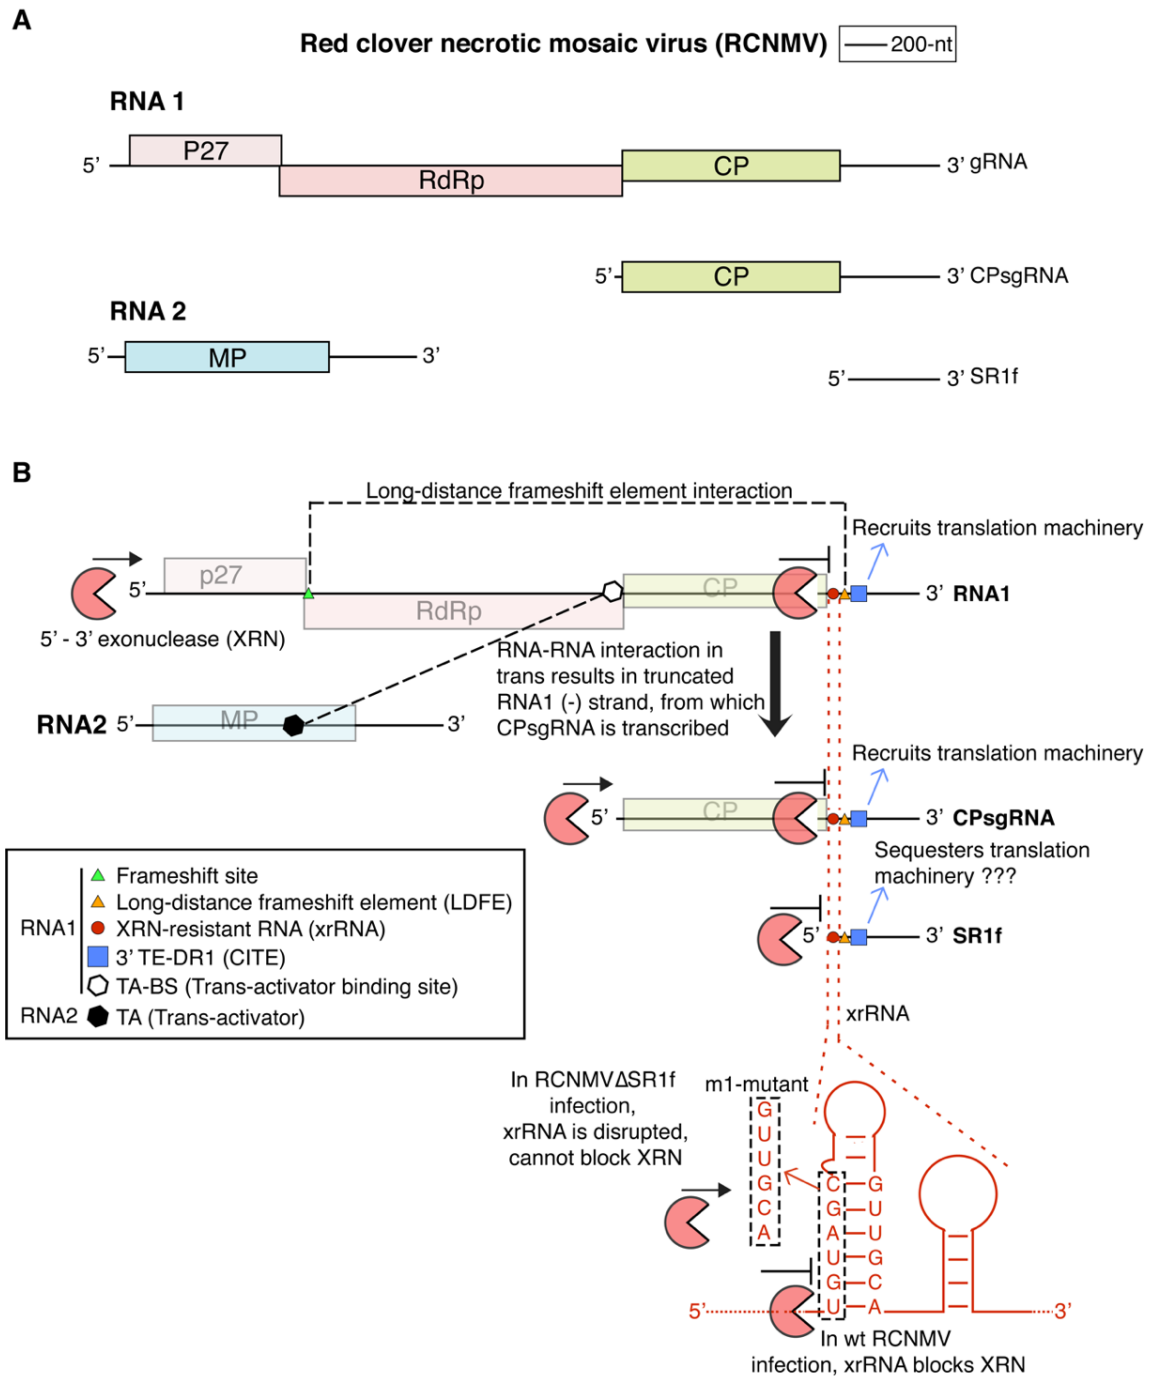 A
Red clover necrotic mosaic virus (RCNMV)
200-nt
RNA 1
5’
P27
RdRp
CP
3’ gRNA
5’
CP
3’ CPsgRNA
RNA 2
5’
MP
3’
5’
3’ SR1f
B
Long-distance frameshift element interaction
Recruits translation machinery
5’
p27
RdRp
CP
3’ RNA1
5’ - 3’ exonuclease (XRN)
RNA-RNA interaction in
trans results in truncated
RNA1 (-) strand, from which
CPsgRNA is transcribed
RNA2 5’
MP
3’
Recruits translation machinery
5’
CP
3’ CPsgRNA
Sequesters translation
machinery ???
5’
3’ SR1f
RNA1
Frameshift site
Long-distance frameshift element (LDFE)
XRN-resistant RNA (xrRNA)
3’ TE-DR1 (CITE)
TA-BS (Trans-activator binding site)
RNA2
TA (Trans-activator)
xrRNA
In RCNMVΔSR1f
infection,
xrRNA is disrupted,
cannot block XRN
m1-mutant
G
U
U
G
C
A
C G
G U
A U
U G
G C
U A
5’
3’
In wt RCNMV
infection, xrRNA blocks XRN